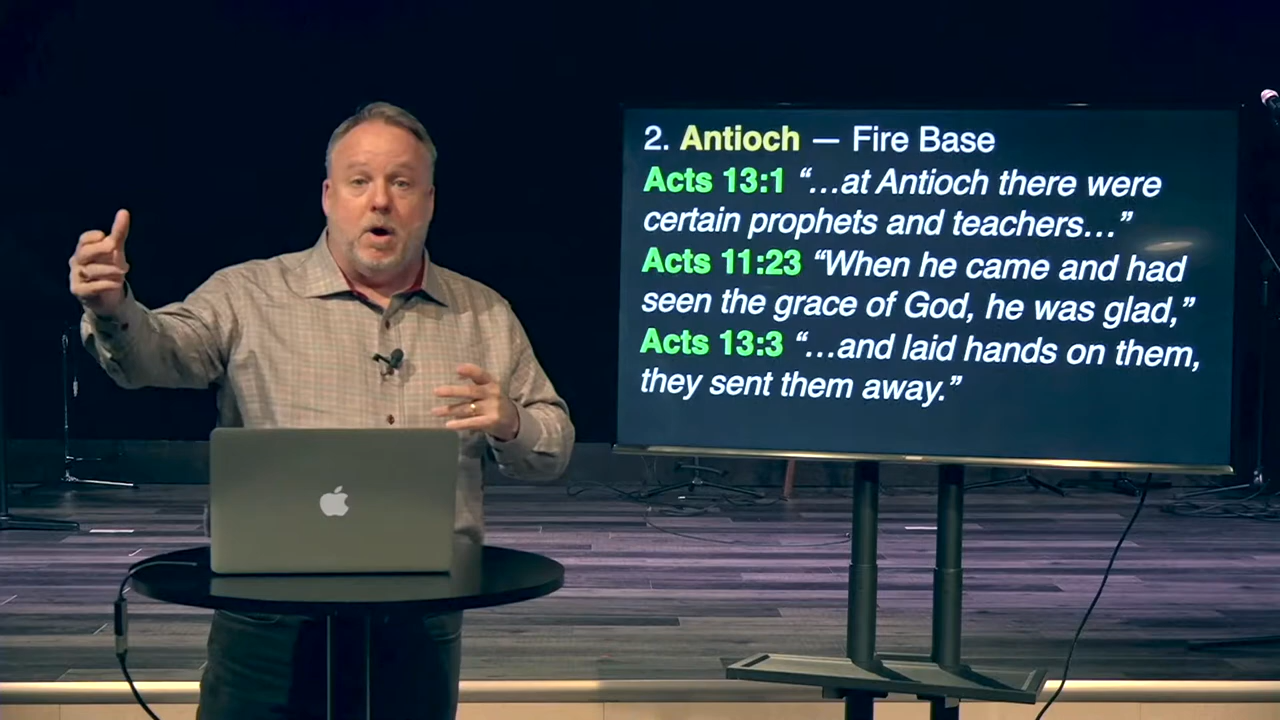 2. Antioch — Fire Base
Acts 13:1 “…at Antioch there were
certain prophets and teachers…”
Acts 11:23 “When he came and had
seen the grace of God, he was glad,”
Acts 13:3 “…and laid hands on them,
they sent them away.”